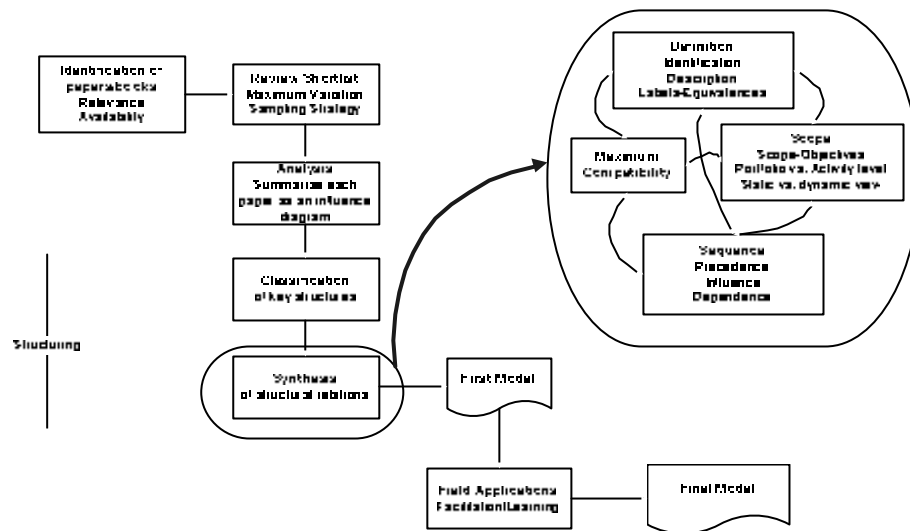 Identification of
papers-books
Relevance
Availability
Review Shortlist
Maximum Variation
Sampling Strategy
Analysis
Summarise each
paper as an influence
diagram
Classification
of key structures
Structuring
Synthesis
of structural relations
First Model
Field Applications
Facilitation/Learning
Final Model
Definition
Identification
Description
Labels-Equivalences
Maximum
Compatibility
Scope
Scope-Objectives
Portfolio vs. Activity level
Static vs. dynamic view
Sequence
Precedence
Influence
Dependence